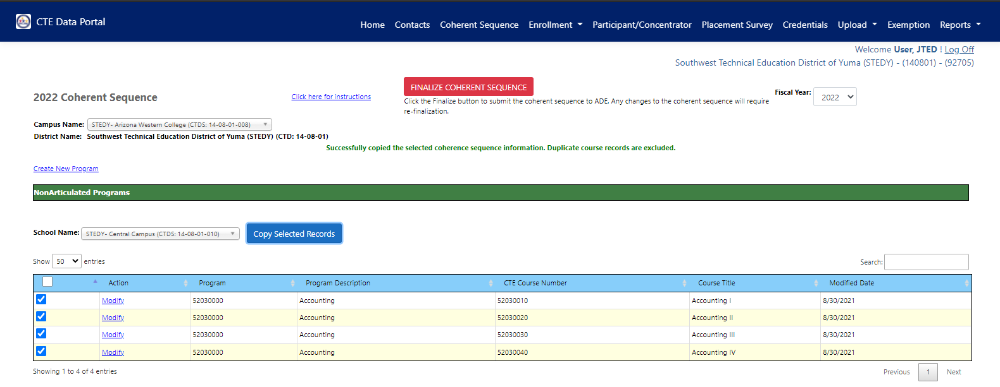 CTE Data Portal
Home Contacts Coherent Sequence Enrollment Participant/Concentrator Placement Survey Credentials Upload Exemption Reports
Welcome User, JTED ! Log Off
Southwest Technical Education District of Yuma (STEDY) - (140801) - (92705)
2022 Coherent Sequence
Click here for instructions
FINALIZE COHERENT SEQUENCE
Click the Finalize button to submit the coherent sequence to ADE. Any changes to the coherent sequence will require
re-finalization.
Fiscal Year: 2022
Campus Name: STEDY- Arizona Western College (CTDS: 14-08-01-008)
District Name: Southwest Technical Education District of Yuma (STEDY) (CTD: 14-08-01)
Successfully copied the selected coherence sequence information. Duplicate course records are excluded.
Create New Program
NonArticulated Programs
School Name: STEDY- Central Campus (CTDS: 14-08-01-010) Copy Selected Records
Show 50 entries Search:
Action Program Program Description CTE Course Number Course Title Modified Date
Modify 52030000 Accounting 52030010 Accounting I 8/30/2021
Modify 52030000 Accounting 52030020 Accounting II 8/30/2021
Modify 52030000 Accounting 52030030 Accounting III 8/30/2021
Modify 52030000 Accounting 52030040 Accounting IV 8/30/2021
Showing 1 to 4 of 4 entries Previous 1 Next